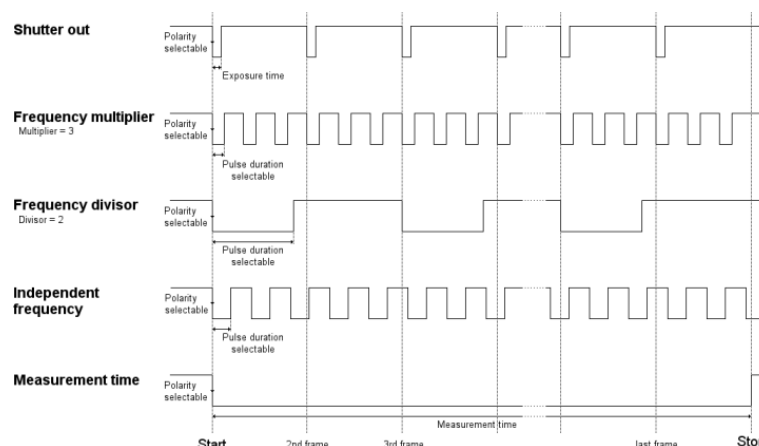 Shutter out
Polarity
selectable
Exposure time
Frequency multiplier
Multiplier = 3
Polarity
selectable
Pulse duration
selectable
Frequency divisor
Divisor = 2
Polarity
selectable
Pulse duration
selectable
Independent
frequency
Polarity
selectable
Pulse duration
selectable
Measurement time
Polarity
selectable
Measurement time
Start
2nd frame
3rd frame
last frame
Stop